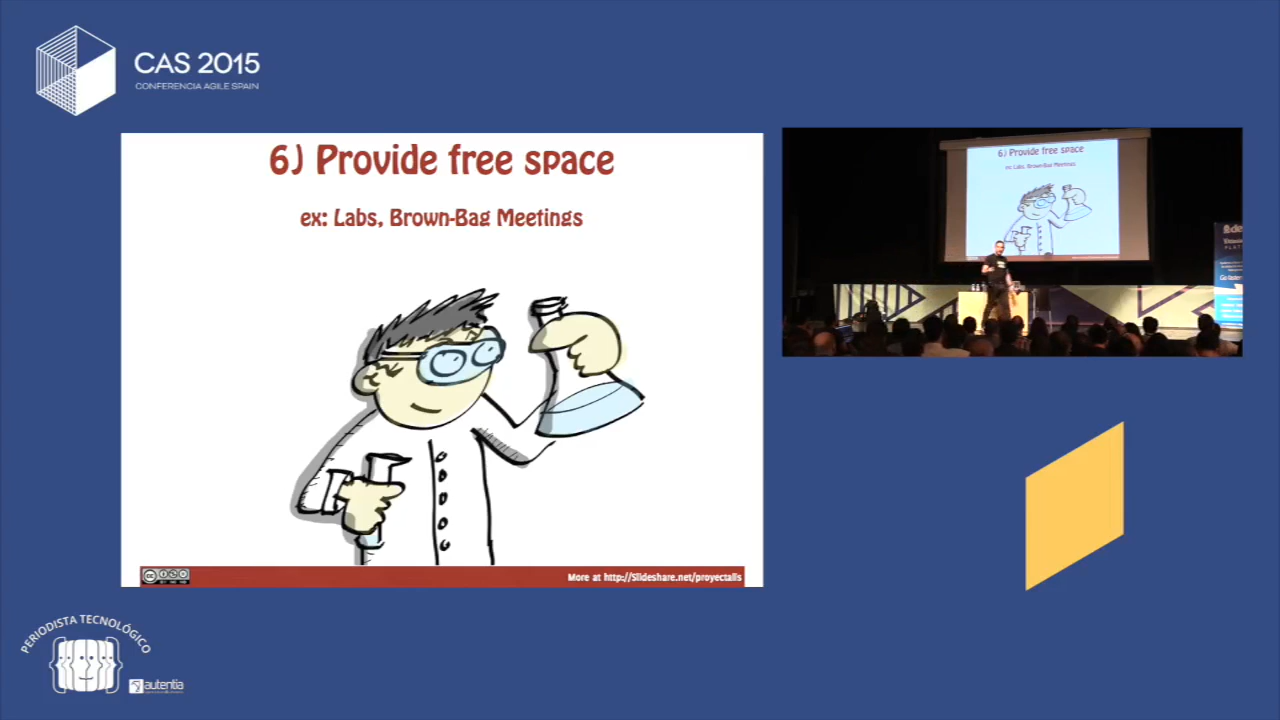 CAS 2015
CONFERENCIA AGILE SPAIN
6) Provide free space
ex: Labs, Brown-Bag Meetings
More at http://Slideshare.net/proyectalis
6) Provide free space
ex: Labs, Brown-Bag Meetings
PERIODISTA TECNOLÓGICO
autentia